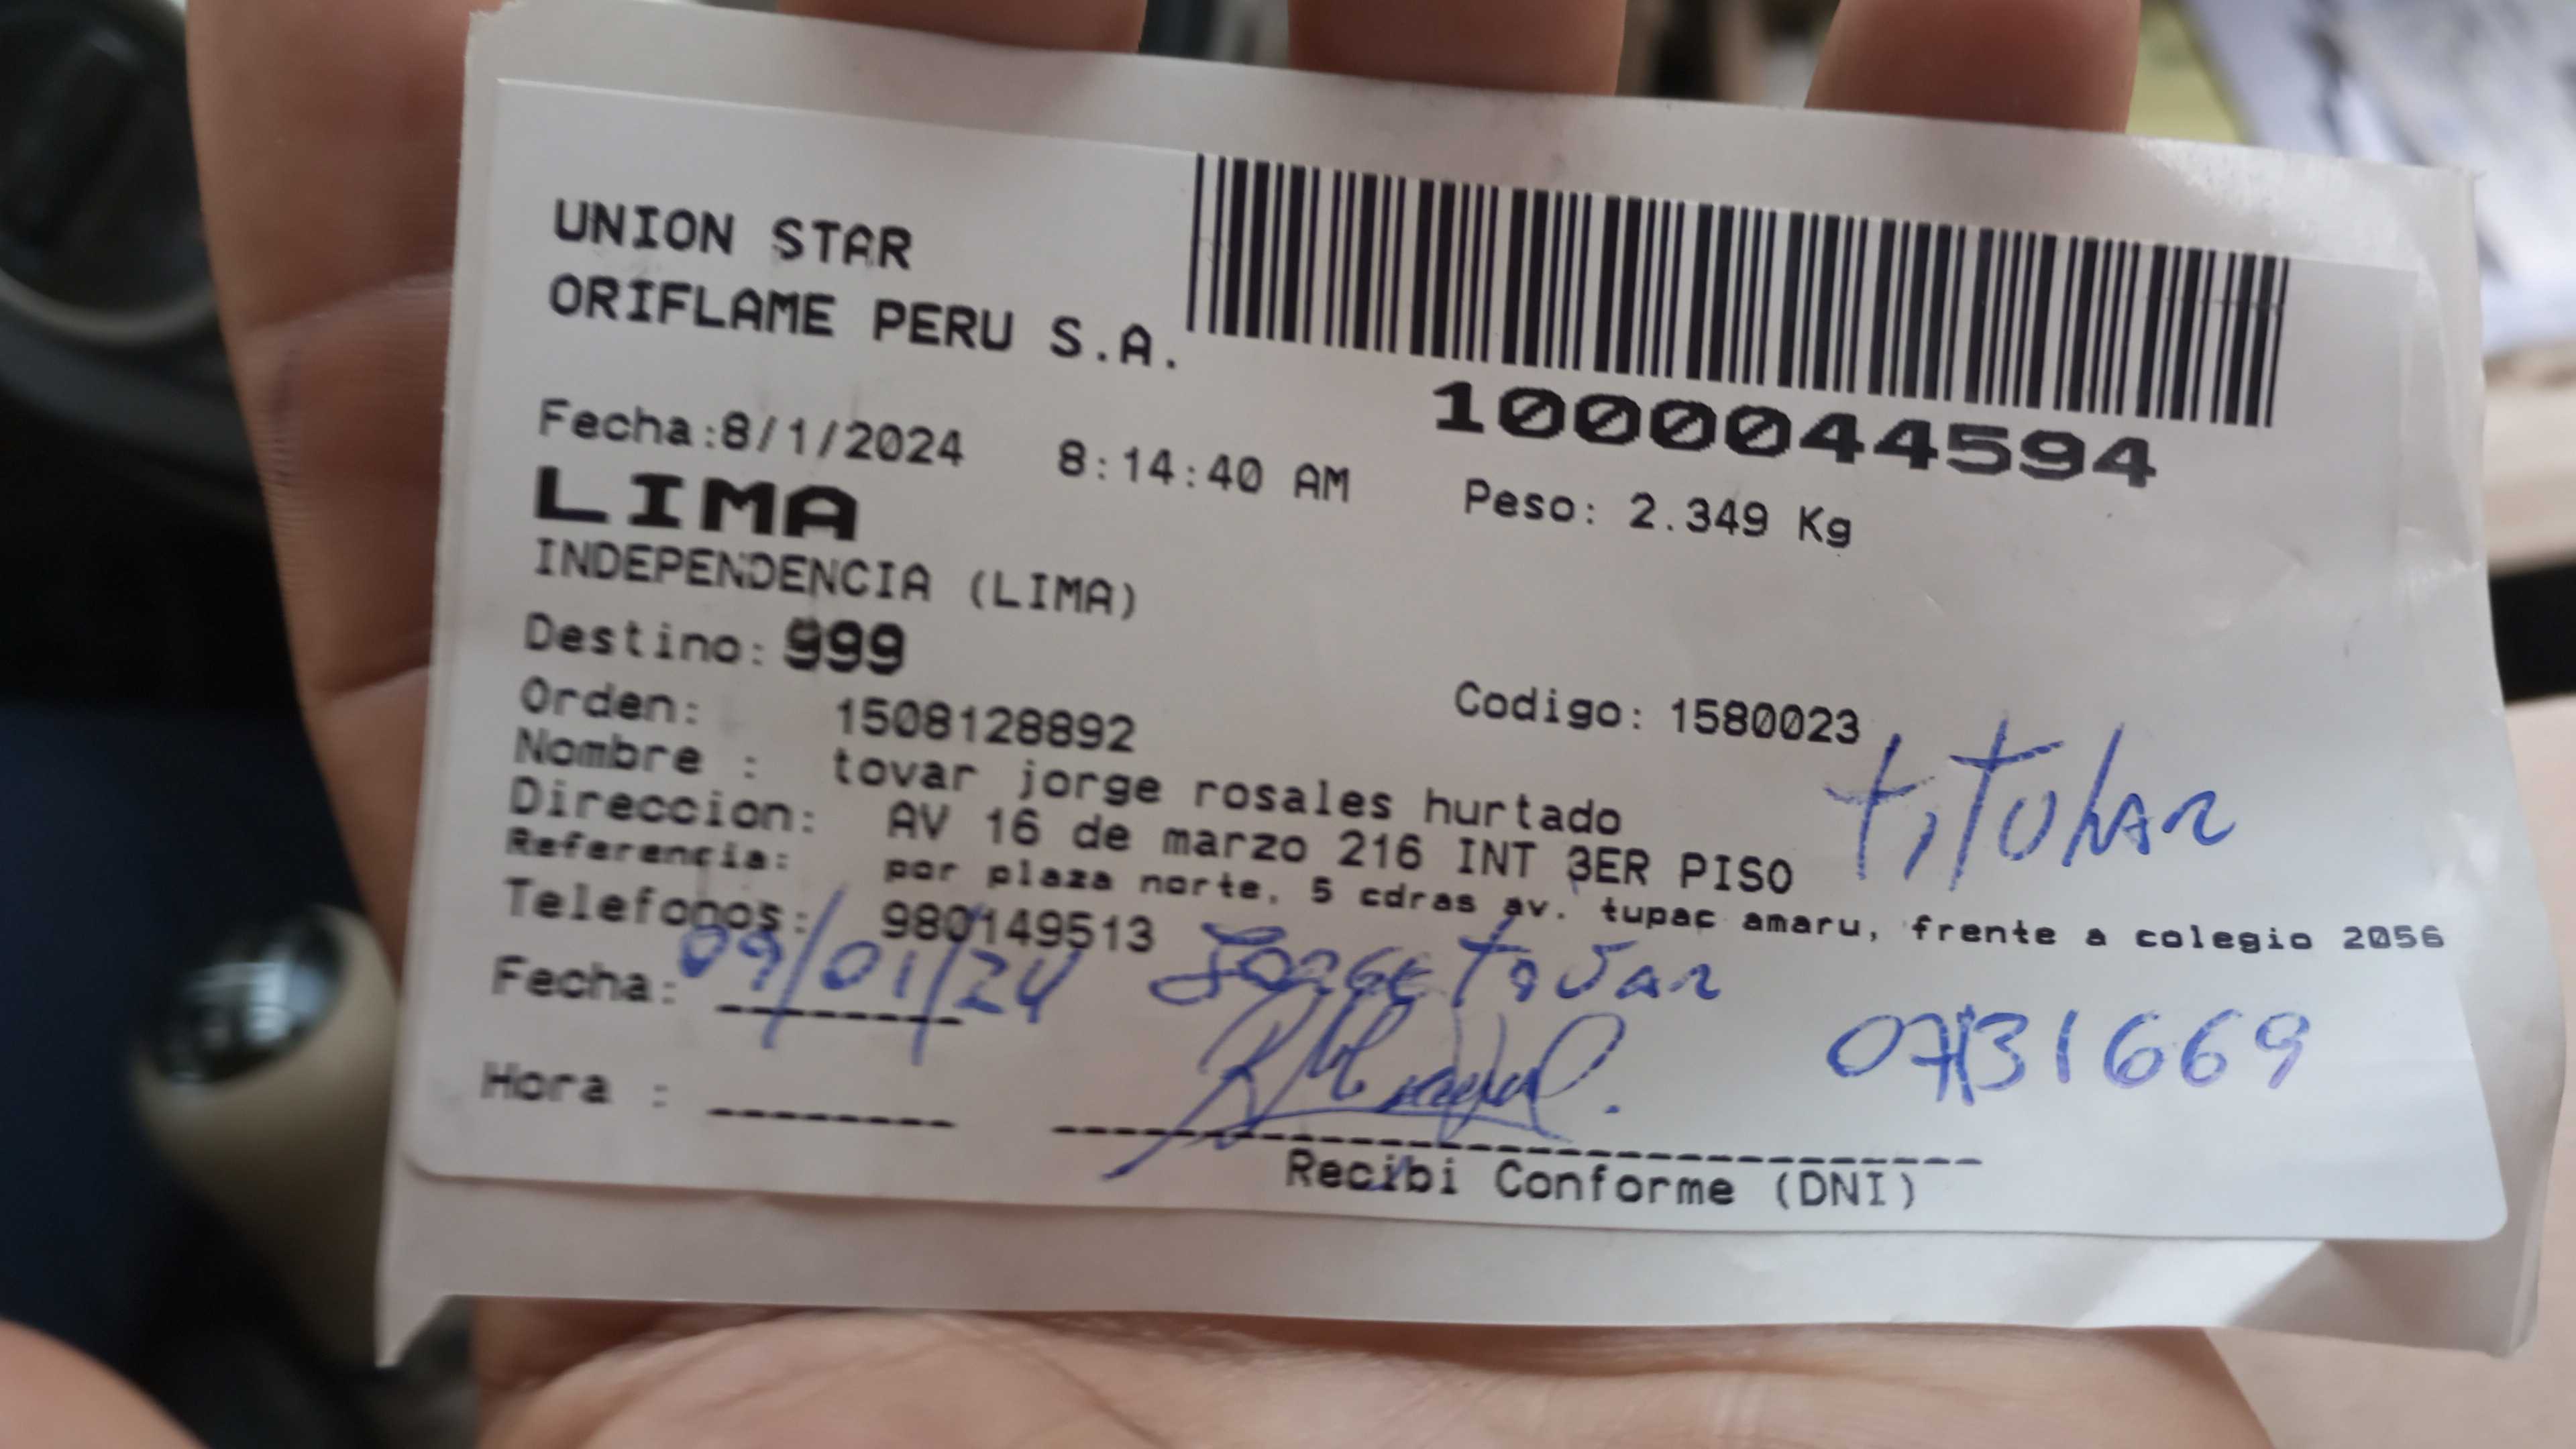 UNION STAR
ORIFLAME PERU S.A.
1000044594
Fecha:8/1/2024 8:14:40 AM
Peso: 2.349 Kg
LIMA
INDEPENDENCIA (LIMA)
Destino: 999
Orden: 1508128892
Codigo: 1580023
Nombre : tovar jorge rosales hurtado
Direccion: AV 16 de marzo 216 INT 3ER PISO
titular
Referencia: por plaza norte, 5 cdras av. tupac amaru, frente a colegio 2056
Telefonos: 980149513
Fecha: 09/01/24
Jorge tovar
07131669
Hora :
Recibi Conforme (DNI)